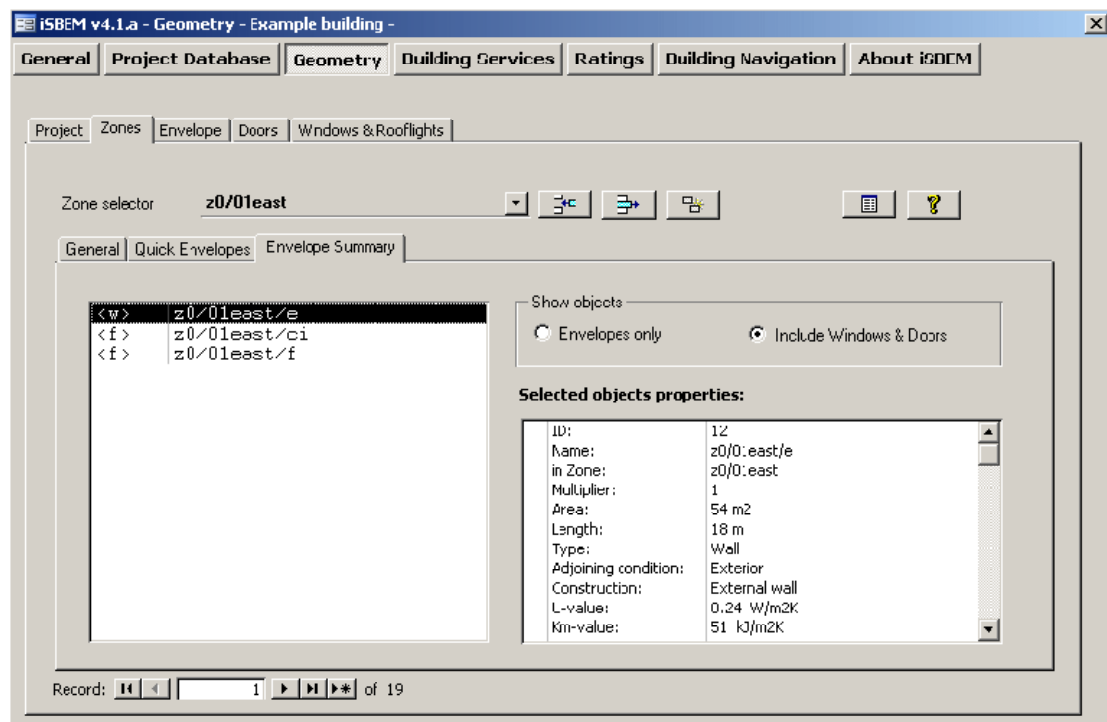 iSBEM v4.1.a - Geometry - Example building -
General Project Database Geometry Building Services Ratings Building Navigation About iSBEM
Project Zones Envelope Doors Windows & Rooflights
Zone selector z0/01east
General Quick Envelopes Envelope Summary
<w> z0/01east/e
<f> z0/01east/ci
<f> z0/01east/f
Show objects
Envelopes only Include Windows & Doors
Selected objects properties:
ID: 12
Name: z0/01east/e
in Zone: z0/01east
Multiplier: 1
Area: 54 m2
Length: 18 m
Type: Wall
Adjoining condition: Exterior
Construction: External wall
U-value: 0.24 W/m2K
Km-value: 51 kJ/m2K
Record: 1 of 19